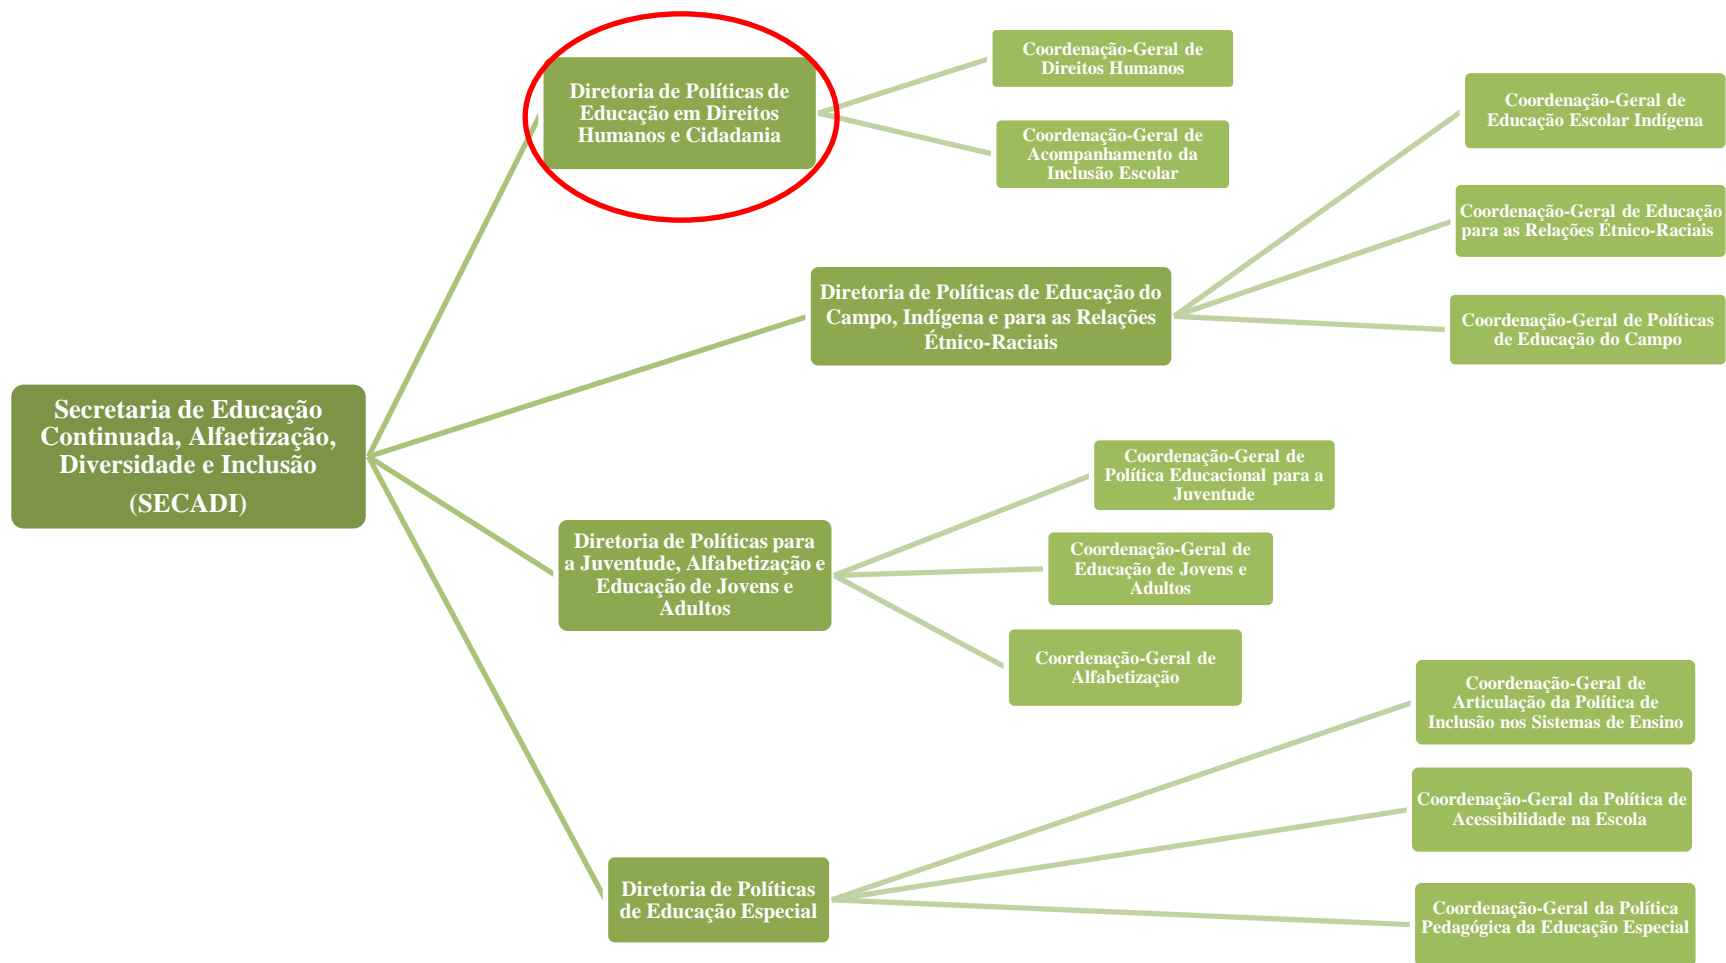 Secretaria de Educação
Continuada, Alfaetização,
Diversidade e Inclusão
(SECADI)
Diretoria de Políticas de
Educação em Direitos
Humanos e Cidadania
Coordenação-Geral de
Direitos Humanos
Coordenação-Geral de
Acompanhamento da
Inclusão Escolar
Diretoria de Políticas de Educação do
Campo, Indígena e para as Relações
Étnico-Raciais
Coordenação-Geral de
Educação Escolar Indígena
Coordenação-Geral de Educação
para as Relações Étnico-Raciais
Coordenação-Geral de Políticas
de Educação do Campo
Diretoria de Políticas para
a Juventude, Alfabetização e
Educação de Jovens e
Adultos
Coordenação-Geral de
Política Educacional para a
Juventude
Coordenação-Geral de
Educação de Jovens e
Adultos
Coordenação-Geral de
Alfabetização
Diretoria de Políticas
de Educação Especial
Coordenação-Geral de
Articulação da Política de
Inclusão nos Sistemas de Ensino
Coordenação-Geral da Política de
Acessibilidade na Escola
Coordenação-Geral da Política
Pedagógica da Educação Especial